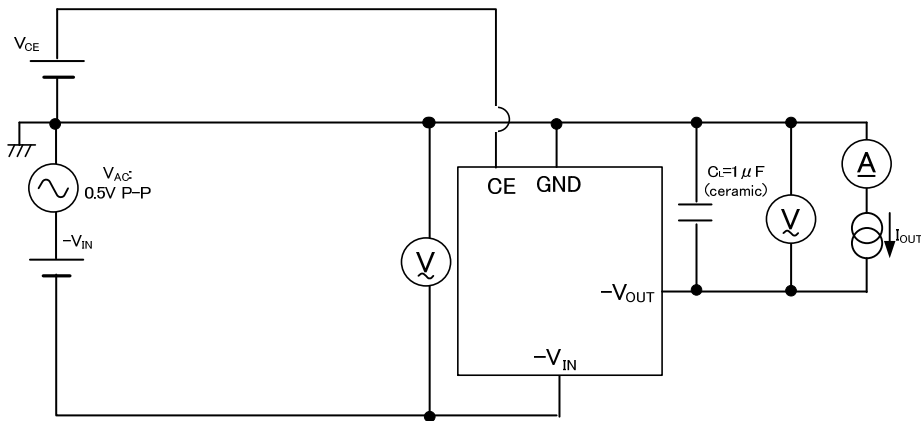 VCE
VAC:
0.5V P-P
-VIN
V
CE
GND
-VOUT
-VIN
CL=1μF
(ceramic)
V
A
IOUT